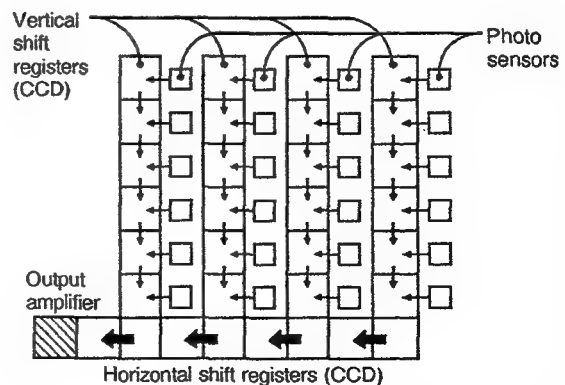 Vertical
shift
registers
(CCD)
Photo
sensors
Output
amplifier
Horizontal shift registers (CCD)